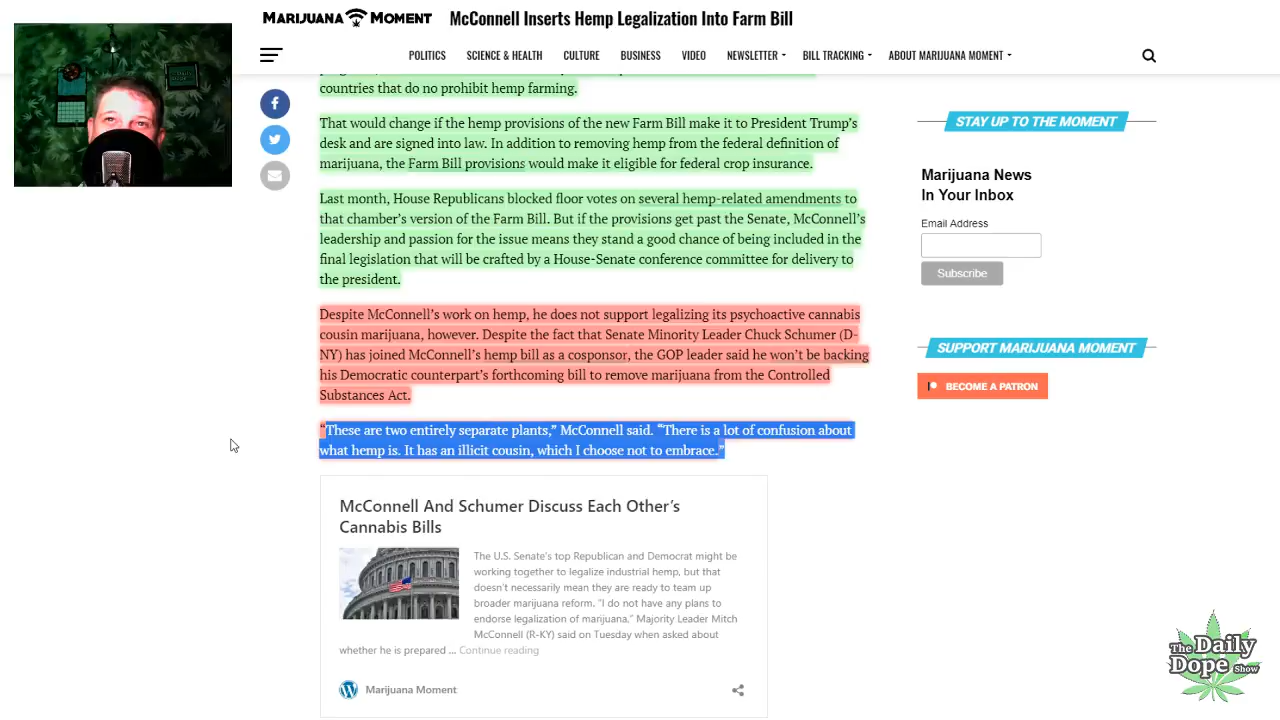 MARIJUANA MOMENT
McConnell Inserts Hemp Legalization Into Farm Bill
POLITICS SCIENCE & HEALTH CULTURE BUSINESS VIDEO NEWSLETTER BILL TRACKING ABOUT MARIJUANA MOMENT
countries that do no prohibit hemp farming.
That would change if the hemp provisions of the new Farm Bill make it to President Trump’s
desk and are signed into law. In addition to removing hemp from the federal definition of
marijuana, the Farm Bill provisions would make it eligible for federal crop insurance.
Last month, House Republicans blocked floor votes on several hemp-related amendments to
that chamber’s version of the Farm Bill. But if the provisions get past the Senate, McConnell’s
leadership and passion for the issue means they stand a good chance of being included in the
final legislation that will be crafted by a House-Senate conference committee for delivery to
the president.
Despite McConnell’s work on hemp, he does not support legalizing its psychoactive cannabis
cousin marijuana, however. Despite the fact that Senate Minority Leader Chuck Schumer (D-
NY) has joined McConnell’s hemp bill as a cosponsor, the GOP leader said he won’t be backing
his Democratic counterpart’s forthcoming bill to remove marijuana from the Controlled
Substances Act.
“These are two entirely separate plants,” McConnell said. “There is a lot of confusion about
what hemp is. It has an illicit cousin, which I choose not to embrace.”
McConnell And Schumer Discuss Each Other’s
Cannabis Bills
The U.S. Senate’s top Republican and Democrat might be
working together to legalize industrial hemp, but that
doesn’t necessarily mean they are ready to team up
broader marijuana reform. “I do not have any plans to
endorse legalization of marijuana,” Majority Leader Mitch
McConnell (R-KY) said on Tuesday when asked about
whether he is prepared ... Continue reading
Marijuana Moment
STAY UP TO THE MOMENT
Marijuana News
In Your Inbox
Email Address
Subscribe
SUPPORT MARIJUANA MOMENT
BECOME A PATRON
The Daily
Dope Show